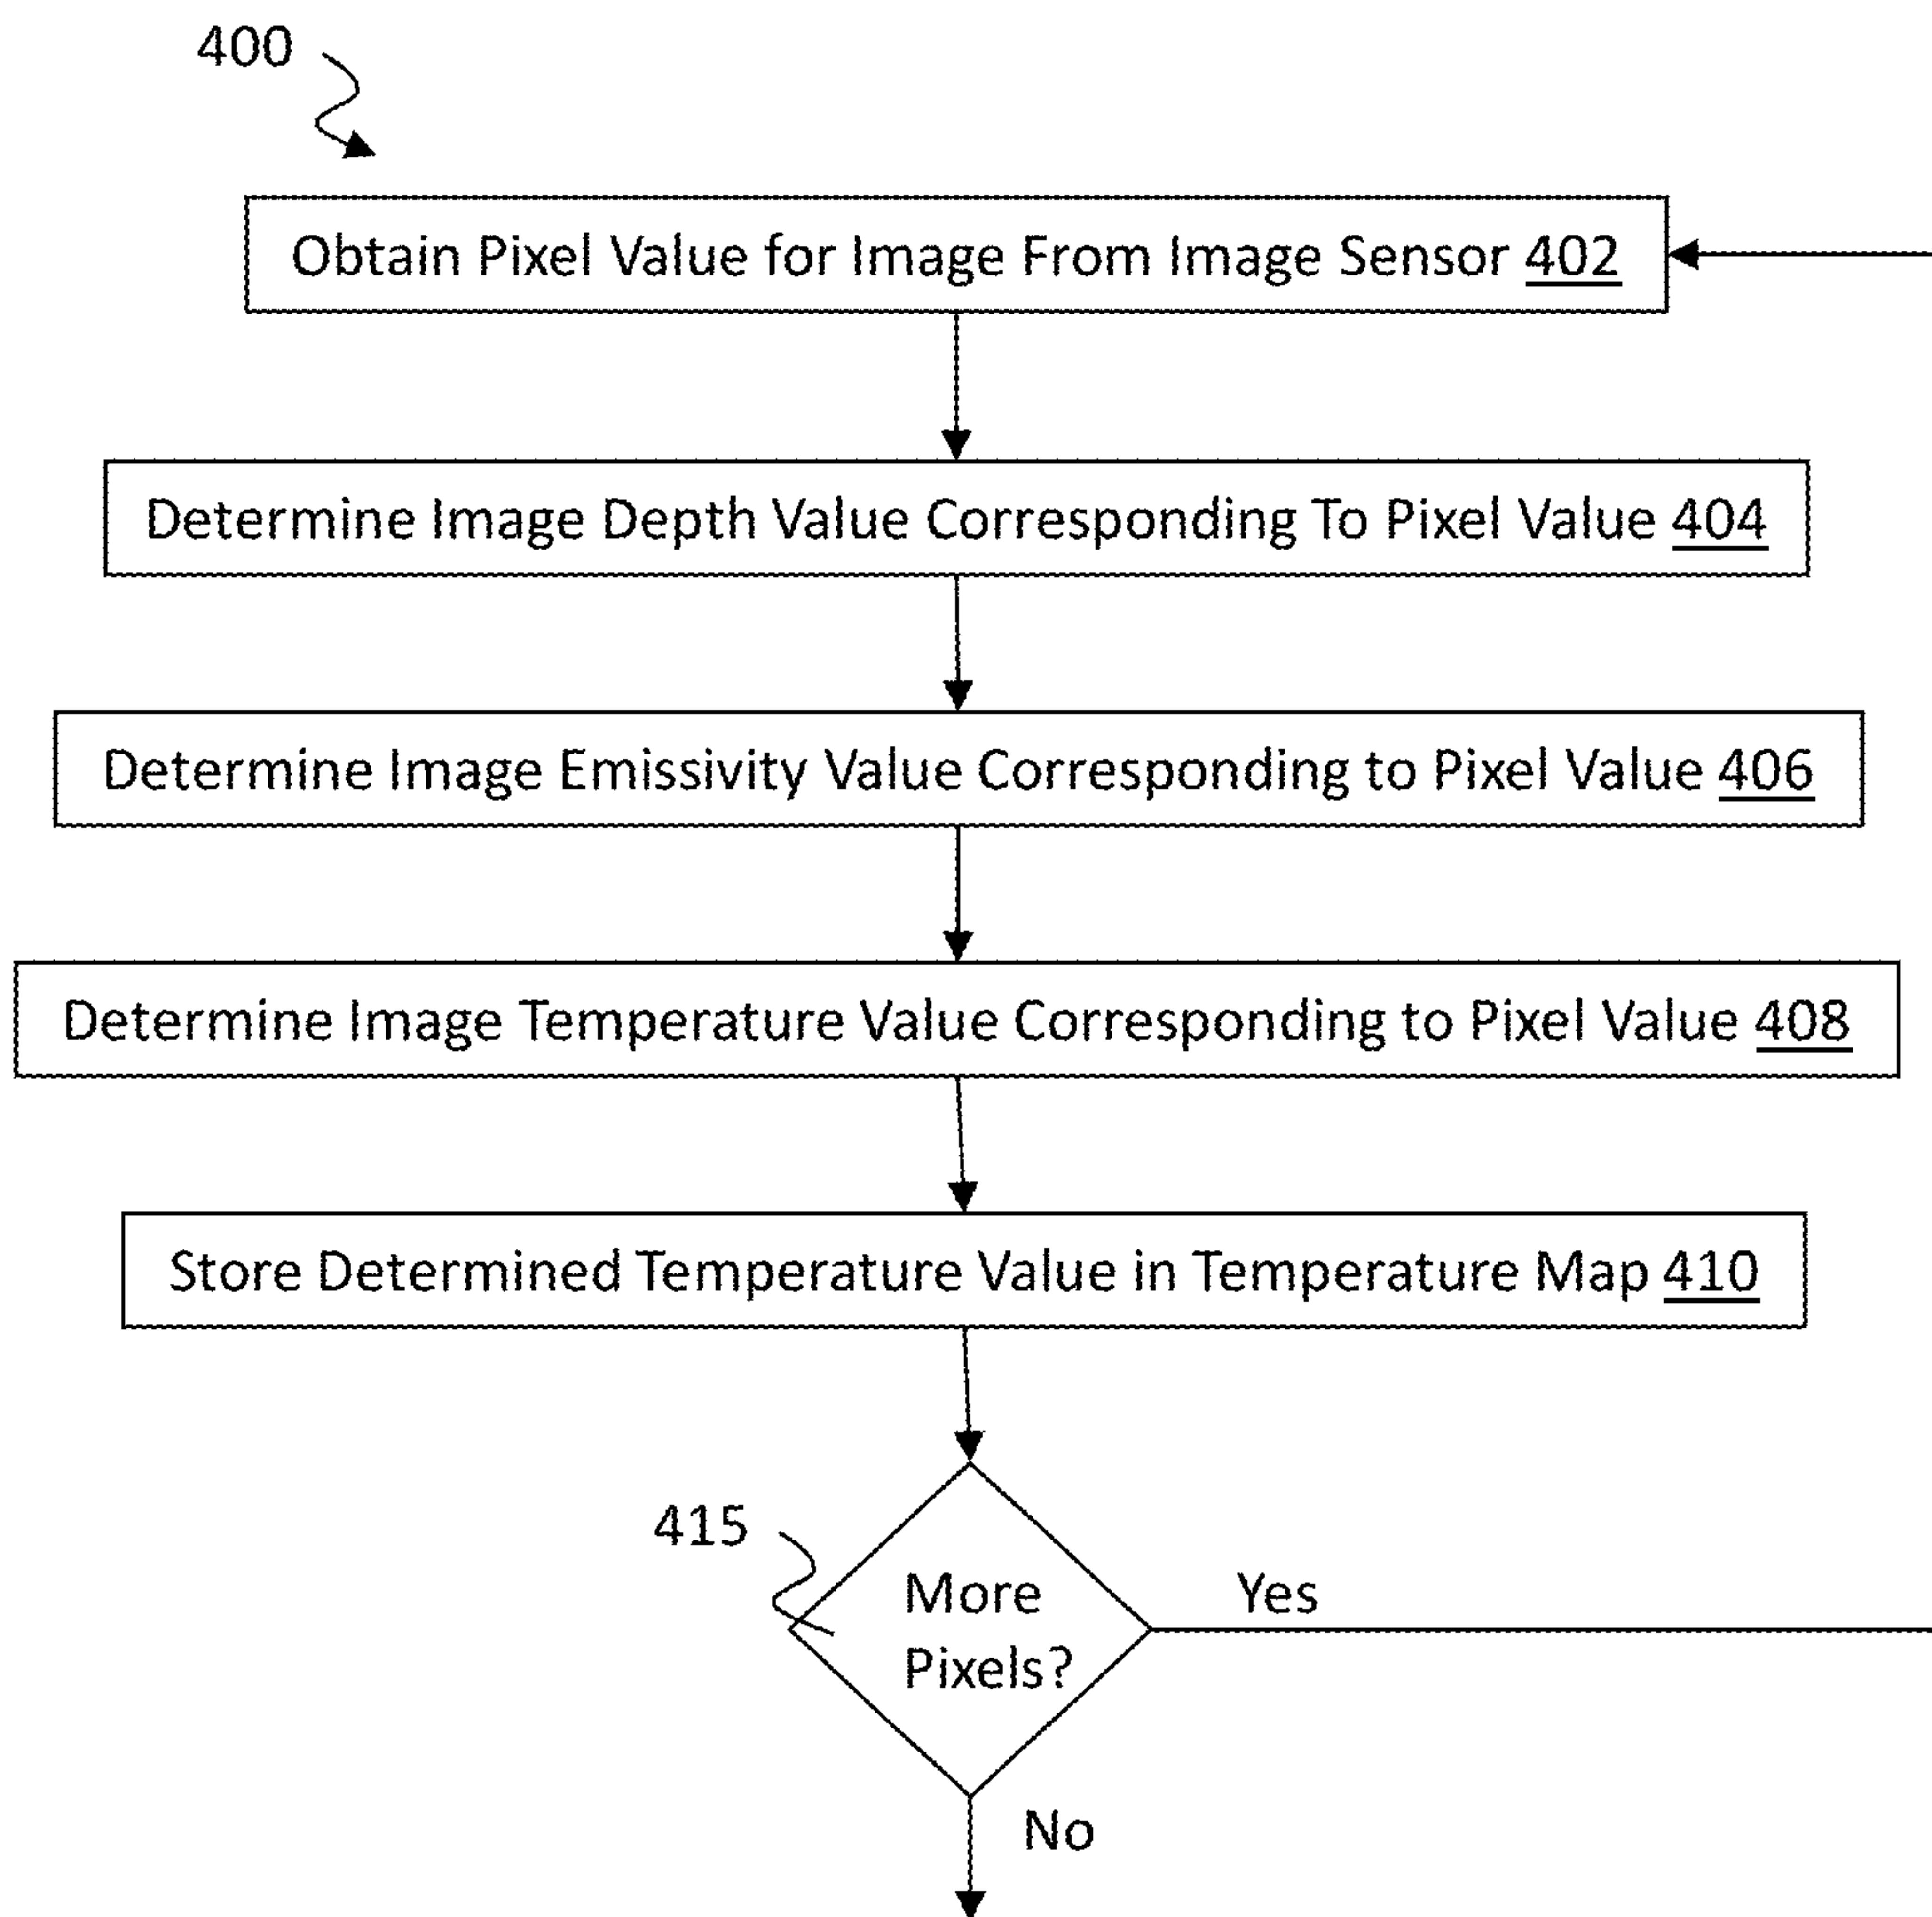 400
Obtain Pixel Value for Image From Image Sensor 402
Determine Image Depth Value Corresponding To Pixel Value 404
Determine Image Emissivity Value Corresponding to Pixel Value 406
Determine Image Temperature Value Corresponding to Pixel Value 408
Store Determined Temperature Value in Temperature Map 410
415
More
Pixels?
Yes
No